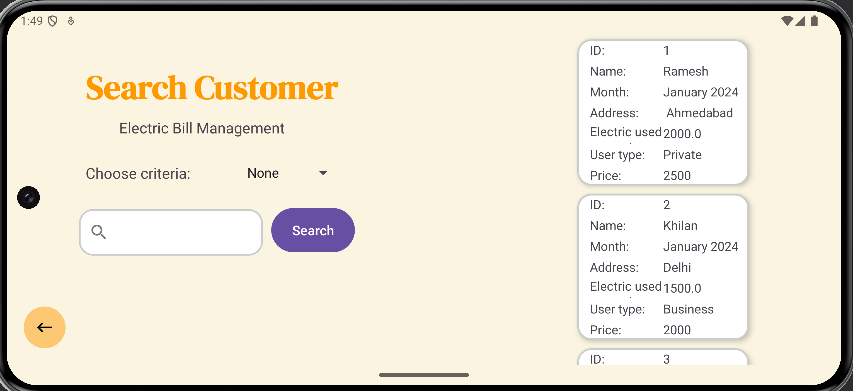 1:49
Search Customer
Electric Bill Management
Choose criteria: None
Search
ID: 1
Name: Ramesh
Month: January 2024
Address: Ahmedabad
Electric used 2000.0
User type: Private
Price: 2500
ID: 2
Name: Khilan
Month: January 2024
Address: Delhi
Electric used 1500.0
User type: Business
Price: 2000
ID: 3